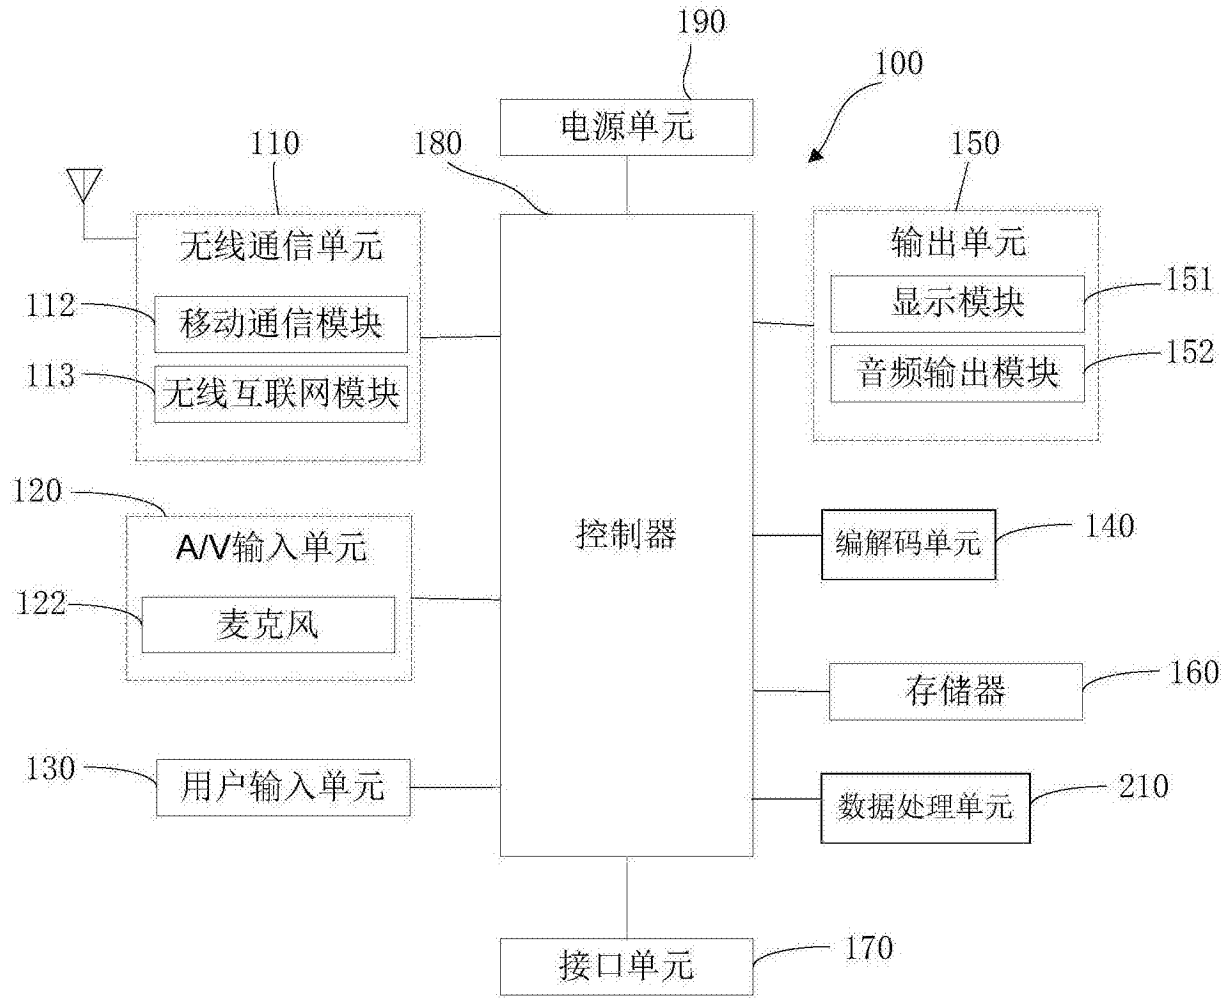 190
电源单元
100
110
无线通信单元
112
移动通信模块
113
无线互联网模块
180
控制器
150
输出单元
显示模块
151
音频输出模块
152
120
A/V输入单元
122
麦克风
编解码单元
140
存储器
160
130
用户输入单元
数据处理单元
210
接口单元
170